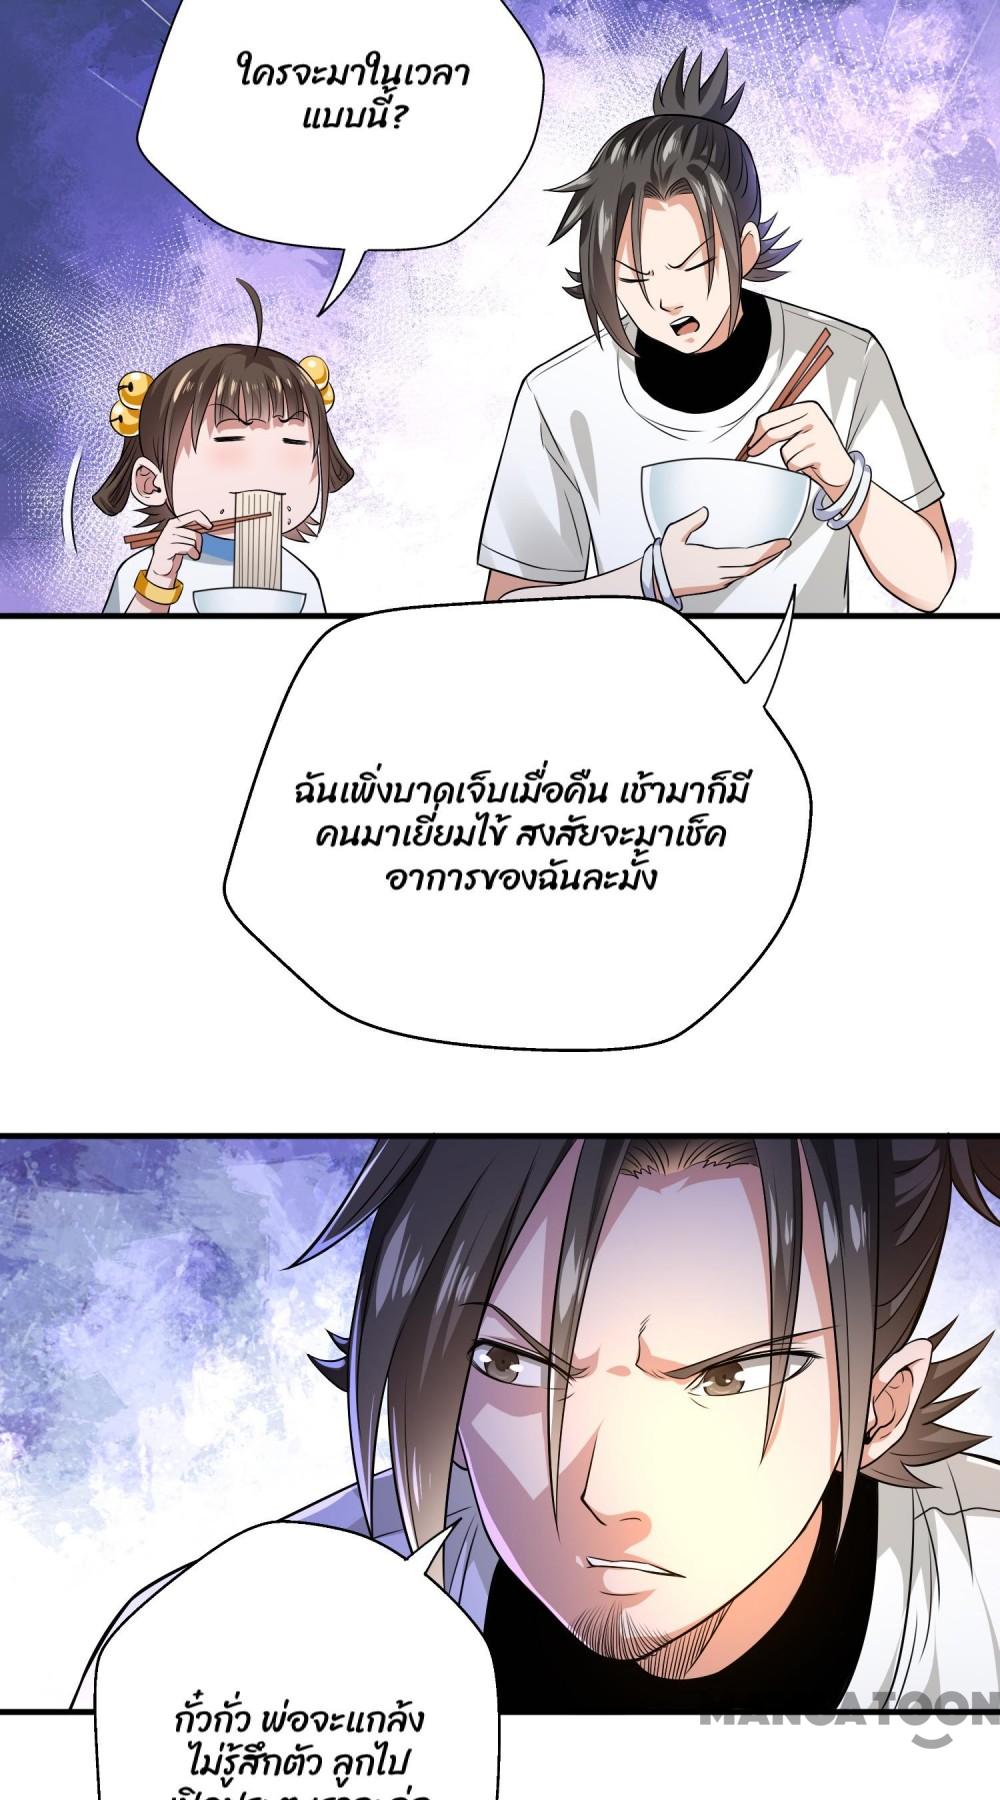 ใครจะมาในเวลา
แบบนี้?
ฉันเพิ่งบาดเจ็บเมื่อคืน เช้ามาก็มี
คนมาเยี่ยมไข้ สงสัยจะมาเช็ค
อาการของฉันละมั้ง
MANGATOON
กั๋วกั่ว พ่อจะแกล้ง
ไม่รู้สึกตัว ลูกไป